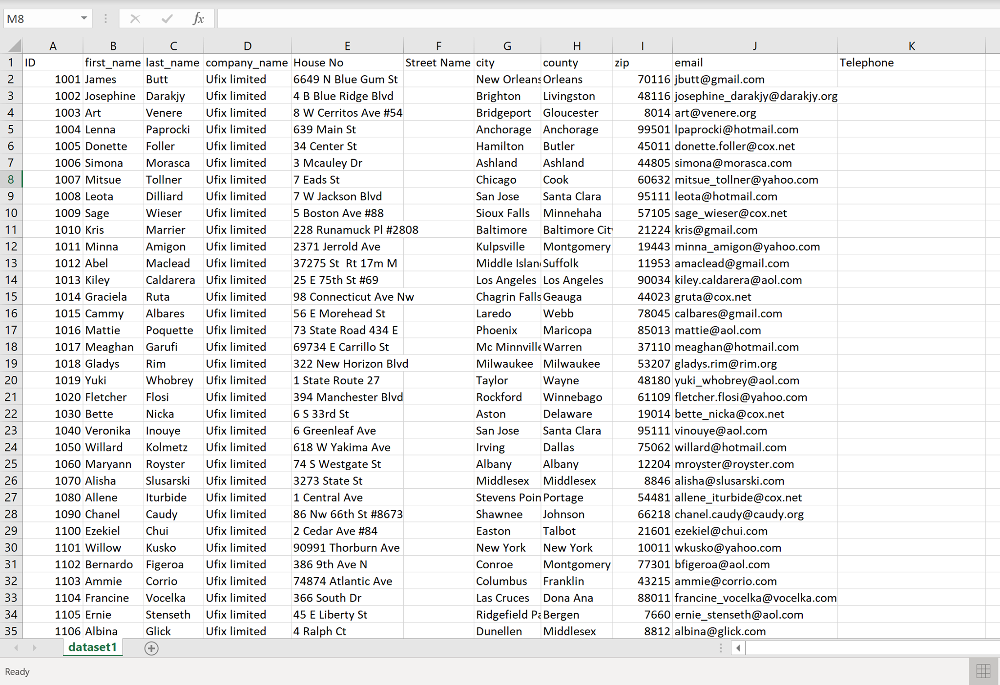 M8 fx
A B C D E F G H I J K
1 ID first_name last_name company_name House No Street Name city county zip email Telephone
2 1001 James Butt Ufix limited 6649 N Blue Gum St New Orleans Orleans 70116 jbutt@gmail.com
3 1002 Josephine Darakjy Ufix limited 4 B Blue Ridge Blvd Brighton Livingston 48116 josephine_darakjy@darakjy.org
4 1003 Art Venere Ufix limited 8 W Cerritos Ave #54 Bridgeport Gloucester 8014 art@venere.org
5 1004 Lenna Paprocki Ufix limited 639 Main St Anchorage Anchorage 99501 lpaprocki@hotmail.com
6 1005 Donette Foller Ufix limited 34 Center St Hamilton Butler 45011 donette.foller@cox.net
7 1006 Simona Morasca Ufix limited 3 Mcauley Dr Ashland Ashland 44805 simona@morasca.com
8 1007 Mitsue Tollner Ufix limited 7 Eads St Chicago Cook 60632 mitsue_tollner@yahoo.com
9 1008 Leota Dilliard Ufix limited 7 W Jackson Blvd San Jose Santa Clara 95111 leota@hotmail.com
10 1009 Sage Wieser Ufix limited 5 Boston Ave #88 Sioux Falls Minnehaha 57105 sage_wieser@cox.net
11 1010 Kris Marrier Ufix limited 228 Runamuck Pl #2808 Baltimore Baltimore City 21224 kris@gmail.com
12 1011 Minna Amigon Ufix limited 2371 Jerrold Ave Kulpsville Montgomery 19443 minna_amigon@yahoo.com
13 1012 Abel Maclead Ufix limited 37275 St  Rt 17m M Middle Islan Suffolk 11953 amaclead@gmail.com
14 1013 Kiley Caldarera Ufix limited 25 E 75th St #69 Los Angeles Los Angeles 90034 kiley.caldarera@aol.com
15 1014 Graciela Ruta Ufix limited 98 Connecticut Ave Nw Chagrin Falls Geauga 44023 gruta@cox.net
16 1015 Cammy Albares Ufix limited 56 E Morehead St Laredo Webb 78045 calbares@gmail.com
17 1016 Mattie Poquette Ufix limited 73 State Road 434 E Phoenix Maricopa 85013 mattie@aol.com
18 1017 Meaghan Garufi Ufix limited 69734 E Carrillo St Mc Minnville Warren 37110 meaghan@hotmail.com
19 1018 Gladys Rim Ufix limited 322 New Horizon Blvd Milwaukee Milwaukee 53207 gladys.rim@rim.org
20 1019 Yuki Whobrey Ufix limited 1 State Route 27 Taylor Wayne 48180 yuki_whobrey@aol.com
21 1020 Fletcher Flosi Ufix limited 394 Manchester Blvd Rockford Winnebago 61109 fletcher.flosi@yahoo.com
22 1030 Bette Nicka Ufix limited 6 S 33rd St Aston Delaware 19014 bette_nicka@cox.net
23 1040 Veronika Inouye Ufix limited 6 Greenleaf Ave San Jose Santa Clara 95111 vinouye@aol.com
24 1050 Willard Kolmetz Ufix limited 618 W Yakima Ave Irving Dallas 75062 willard@hotmail.com
25 1060 Maryann Royster Ufix limited 74 S Westgate St Albany Albany 12204 mroyster@royster.com
26 1070 Alisha Slusarski Ufix limited 3273 State St Middlesex Middlesex 8846 alisha@slusarski.com
27 1080 Allene Iturbide Ufix limited 1 Central Ave Stevens Poin Portage 54481 allene_iturbide@cox.net
28 1090 Chanel Caudy Ufix limited 86 Nw 66th St #8673 Shawnee Johnson 66218 chanel.caudy@caudy.org
29 1100 Ezekiel Chui Ufix limited 2 Cedar Ave #84 Easton Talbot 21601 ezekiel@chui.com
30 1101 Willow Kusko Ufix limited 90991 Thorburn Ave New York New York 10011 wkusko@yahoo.com
31 1102 Bernardo Figeroa Ufix limited 386 9th Ave N Conroe Montgomery 77301 bfigeroa@aol.com
32 1103 Ammie Corrio Ufix limited 74874 Atlantic Ave Columbus Franklin 43215 ammie@corrio.com
33 1104 Francine Vocelka Ufix limited 366 South Dr Las Cruces Dona Ana 88011 francine_vocelka@vocelka.com
34 1105 Ernie Stenseth Ufix limited 45 E Liberty St Ridgefield Pa Bergen 7660 ernie_stenseth@aol.com
35 1106 Albina Glick Ufix limited 4 Ralph Ct Dunellen Middlesex 8812 albina@glick.com
dataset1
Ready